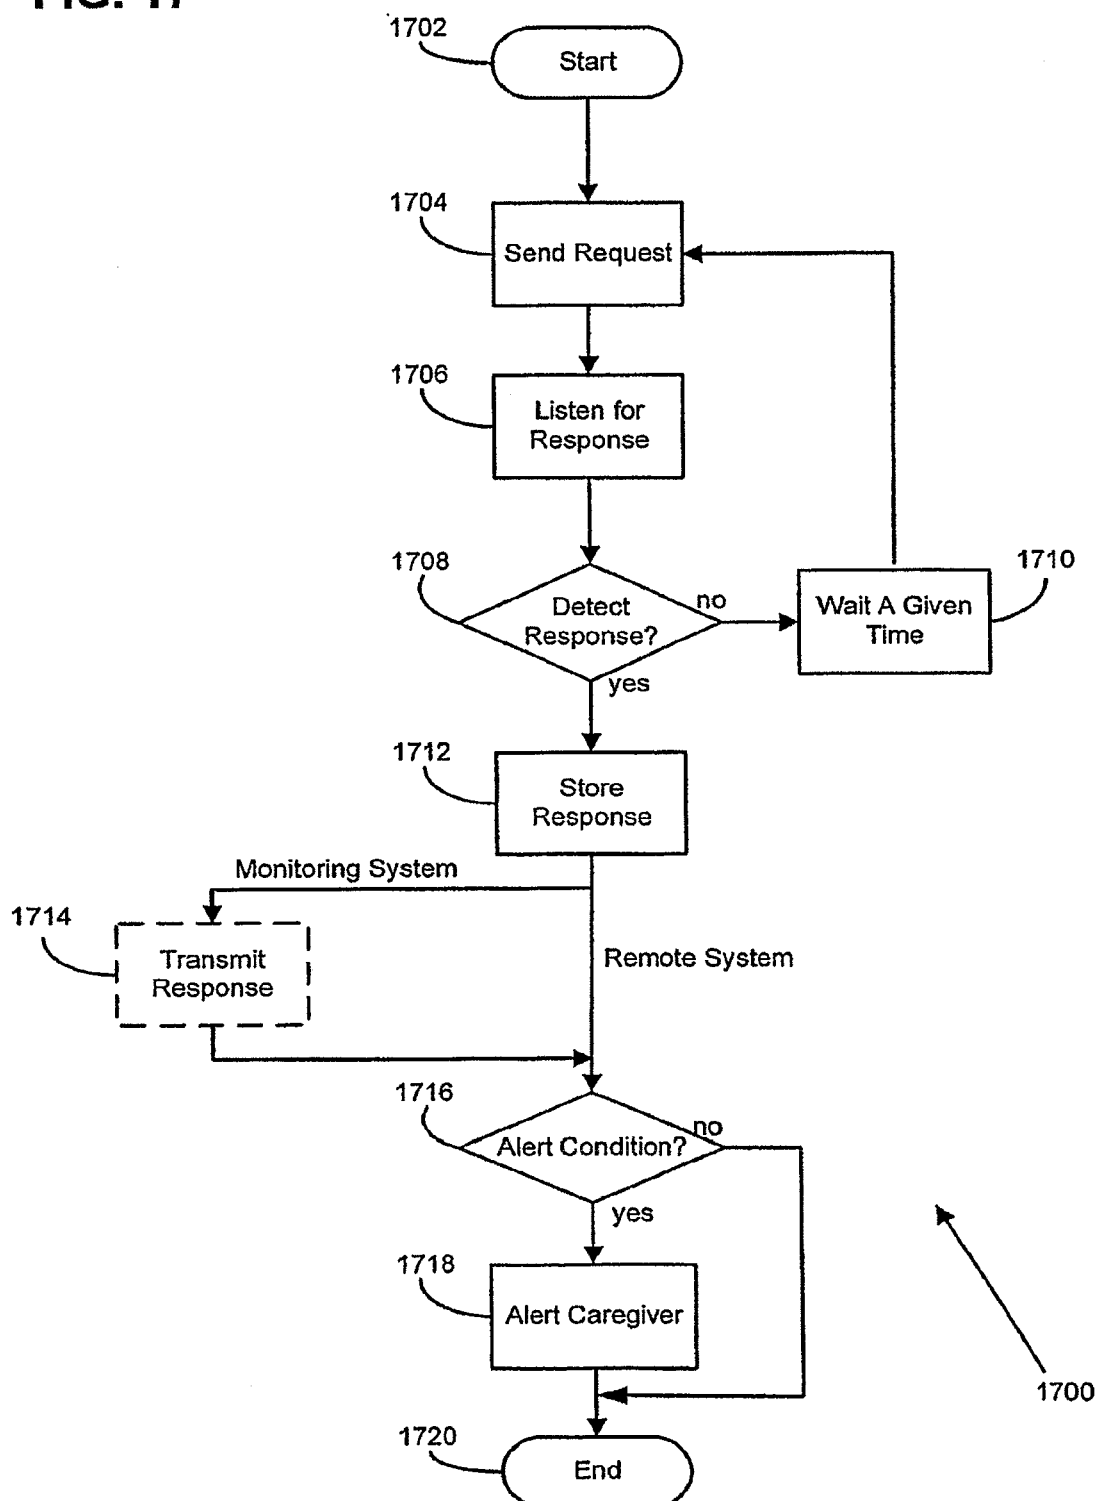 1702
Start
1704
Send Request
1706
Listen for
Response
1708
Detect
Response?
no
1710
Wait A Given
Time
yes
1712
Store
Response
Monitoring System
1714
Transmit
Response
Remote System
1716
Alert Condition?
no
yes
1718
Alert Caregiver
1700
1720
End